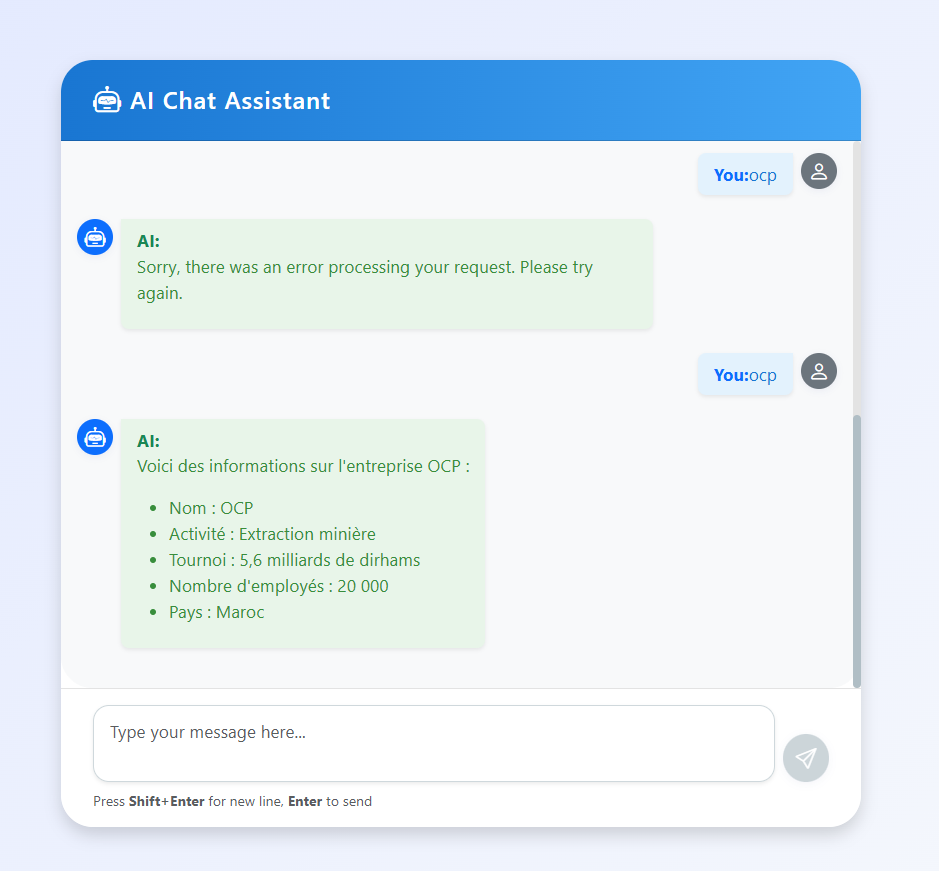 AI Chat Assistant
You:ocp
AI:
Sorry, there was an error processing your request. Please try
again.
You:ocp
AI:
Voici des informations sur l'entreprise OCP :
Nom : OCP
Activité : Extraction minière
Tournoi : 5,6 milliards de dirhams
Nombre d'employés : 20 000
Pays : Maroc
Type your message here...
Press Shift+Enter for new line, Enter to send